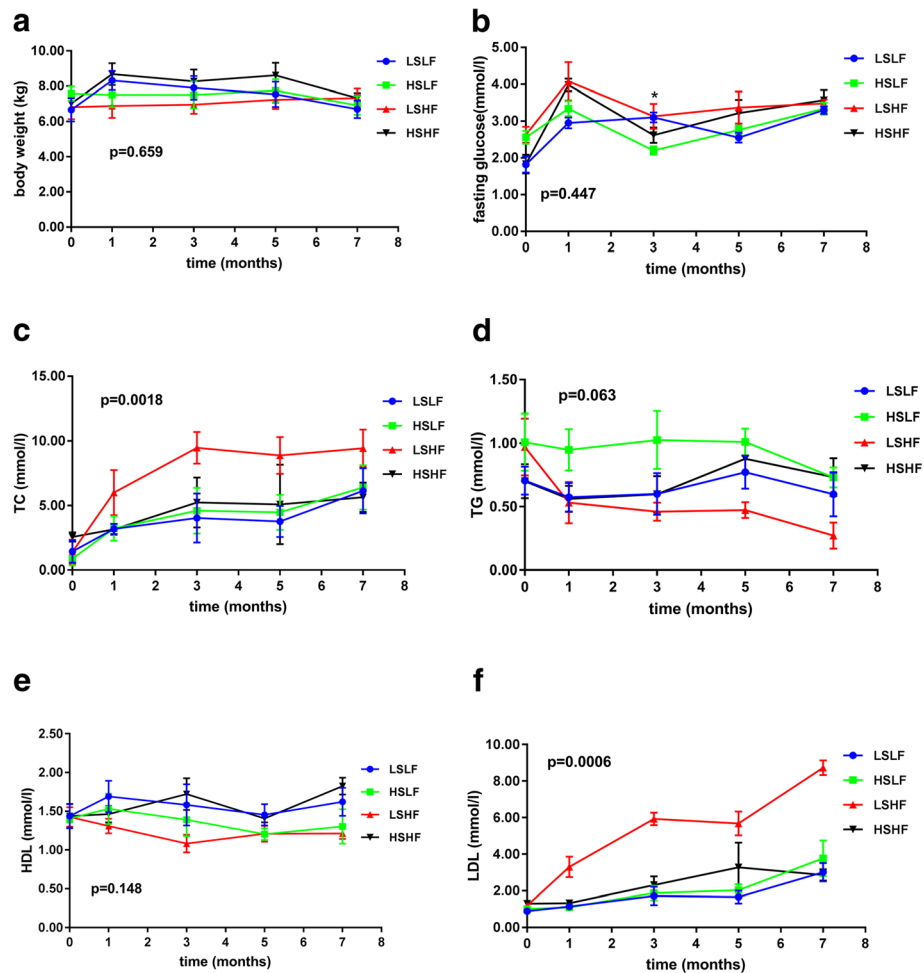 a
body weight (kg)
10.00
8.00
6.00
4.00
2.00
0.00
p=0.659
0 1 2 3 4 5 6 7 8
time (months)
LSLF
HSLF
LSHF
HSHF
b
fasting glucose(mmol/l)
5.00
4.00
3.00
2.00
1.00
0.00
*
p=0.447
0 1 2 3 4 5 6 7 8
time (months)
LSLF
HSLF
LSHF
HSHF
c
TC (mmol/l)
15.00
10.00
5.00
0.00
p=0.0018
0 1 2 3 4 5 6 7 8
time (months)
LSLF
HSLF
LSHF
HSHF
d
TG (mmol/l)
1.50
1.00
0.50
0.00
p=0.063
0 1 2 3 4 5 6 7 8
time (months)
LSLF
HSLF
LSHF
HSHF
e
HDL (mmol/l)
2.50
2.00
1.50
1.00
0.50
0.00
p=0.148
0 1 2 3 4 5 6 7 8
time (months)
LSLF
HSLF
LSHF
HSHF
f
LDL (mmol/l)
10.00
8.00
6.00
4.00
2.00
0.00
p=0.0006
0 1 2 3 4 5 6 7 8
time (months)
LSLF
HSLF
LSHF
HSHF